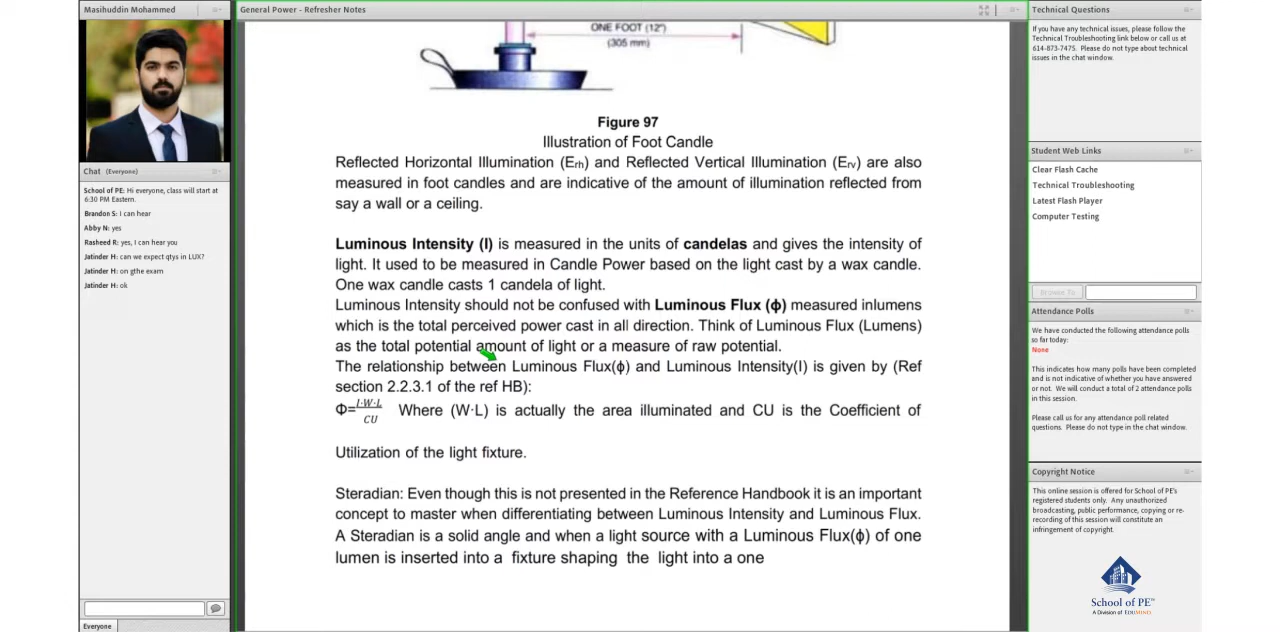 Masihuddin Mohammed
Chat (Everyone)
School of PE: Hi everyone, class will start at
6:30 PM Eastern.
Brandon S: I can hear
Abby N: yes
Rasheed R: yes, I can hear you
Jatinder H: can we expect qtys in LUX?
Jatinder H: on gthe exam
Jatinder H: ok
Everyone
General Power - Refresher Notes
ONE FOOT (12")
(305 mm)
Figure 97
Illustration of Foot Candle
Reflected Horizontal Illumination (Erh) and Reflected Vertical Illumination (Erv) are also
measured in foot candles and are indicative of the amount of illumination reflected from
say a wall or a ceiling.
Luminous Intensity (I) is measured in the units of candelas and gives the intensity of
light. It used to be measured in Candle Power based on the light cast by a wax candle.
One wax candle casts 1 candela of light.
Luminous Intensity should not be confused with Luminous Flux (ϕ) measured inlumens
which is the total perceived power cast in all direction. Think of Luminous Flux (Lumens)
as the total potential amount of light or a measure of raw potential.
The relationship between Luminous Flux(ϕ) and Luminous Intensity(I) is given by (Ref
section 2.2.3.1 of the ref HB):
Φ=I·W·L/CU Where (W·L) is actually the area illuminated and CU is the Coefficient of
Utilization of the light fixture.
Steradian: Even though this is not presented in the Reference Handbook it is an important
concept to master when differentiating between Luminous Intensity and Luminous Flux.
A Steradian is a solid angle and when a light source with a Luminous Flux(ϕ) of one
lumen is inserted into a fixture shaping the light into a one
Technical Questions
If you have any technical issues, please follow the
Technical Troubleshooting link below or call us at
614-873-7475. Please do not type about technical
issues in the chat window.
Student Web Links
Clear Flash Cache
Technical Troubleshooting
Latest Flash Player
Computer Testing
Browse To
Attendance Polls
We have conducted the following attendance polls
so far today:
None
This indicates how many polls have been completed
and is not indicative of whether you have answered
or not. We will conduct a total of 2 attendance polls
in this session.
Please call us for any attendance poll related
questions. Please do not type in the chat window.
Copyright Notice
This online session is offered for School of PE's
registered students only. Any unauthorized
broadcasting, public performance, copying or re-
recording of this session will constitute an
infringement of copyright.
School of PE™
A Division of EDUMINDS